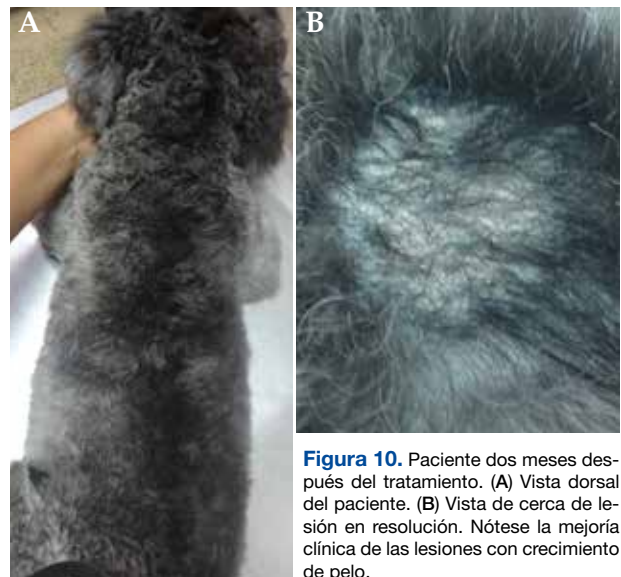 A
B
Figura 10. Paciente dos meses des-
pués del tratamiento. (A) Vista dorsal
del paciente. (B) Vista de cerca de le-
sión en resolución. Nótese la mejoría
clínica de las lesiones con crecimiento
de pelo.